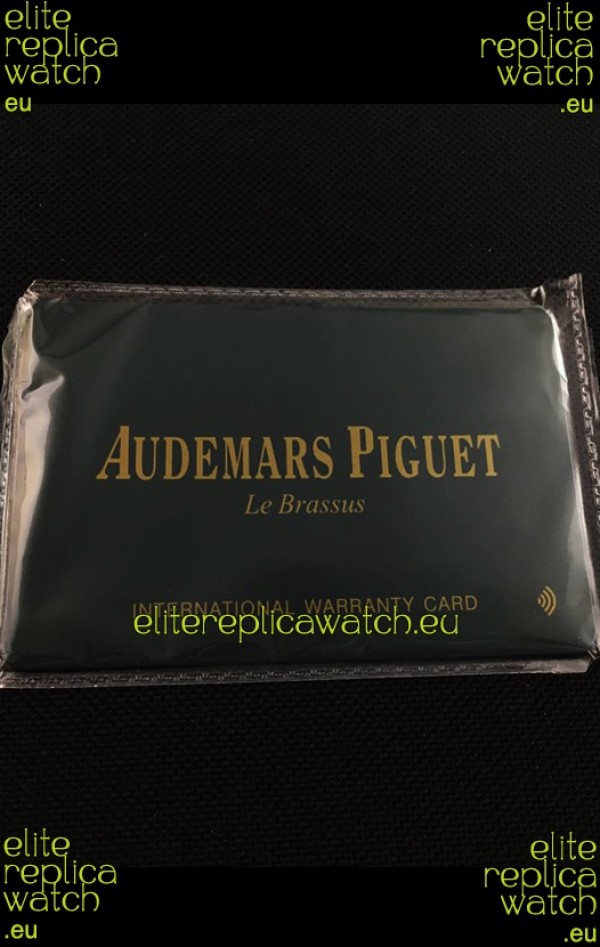 elite
replica
watch
.eu
elite
replica
watch
.eu
AUDEMARS PIGUET
Le Brassus
INTERNATIONAL WARRANTY CARD
elitereplicawatch.eu
elite
replica
watch
.eu
elite
replica
watch
.eu